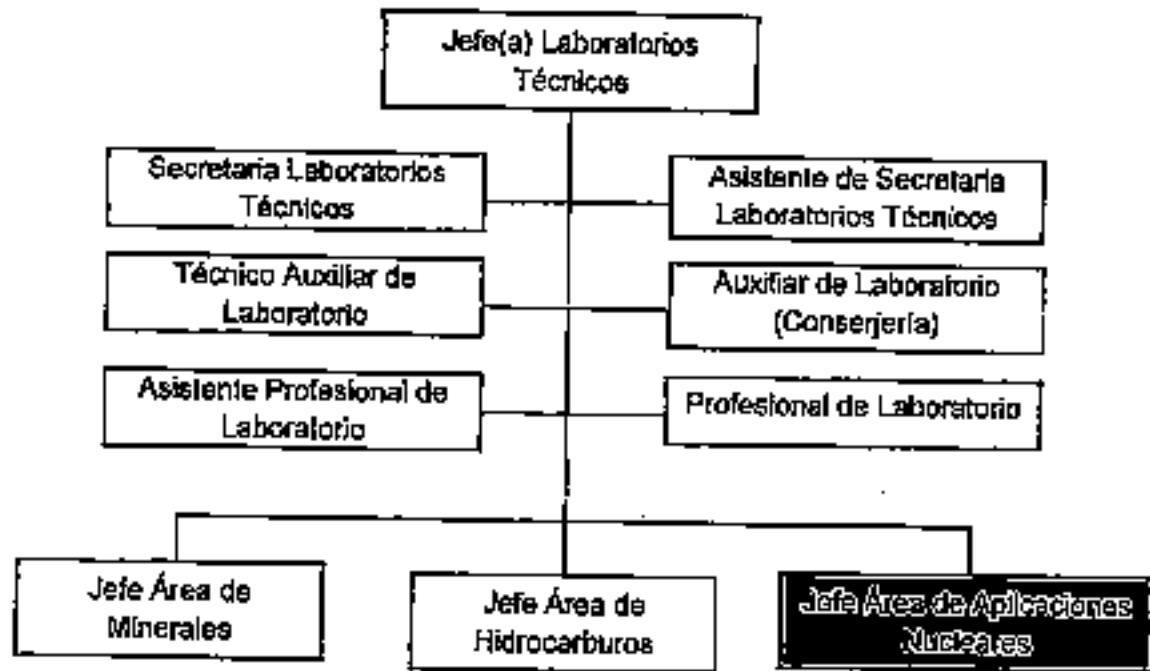 Jefe(a) Laboratorios
Técnicos
Secretaria Laboratorios
Técnicos
Asistente de Secretaria
Laboratorios Técnicos
Técnico Auxiliar de
Laboratorio
Auxiliar de Laboratorio
(Conserjería)
Asistente Profesional de
Laboratorio
Profesional de Laboratorio
Jefe Área de
Minerales
Jefe Área de
Hidrocarburos
Jefe Área de Aplicaciones
Nucleares